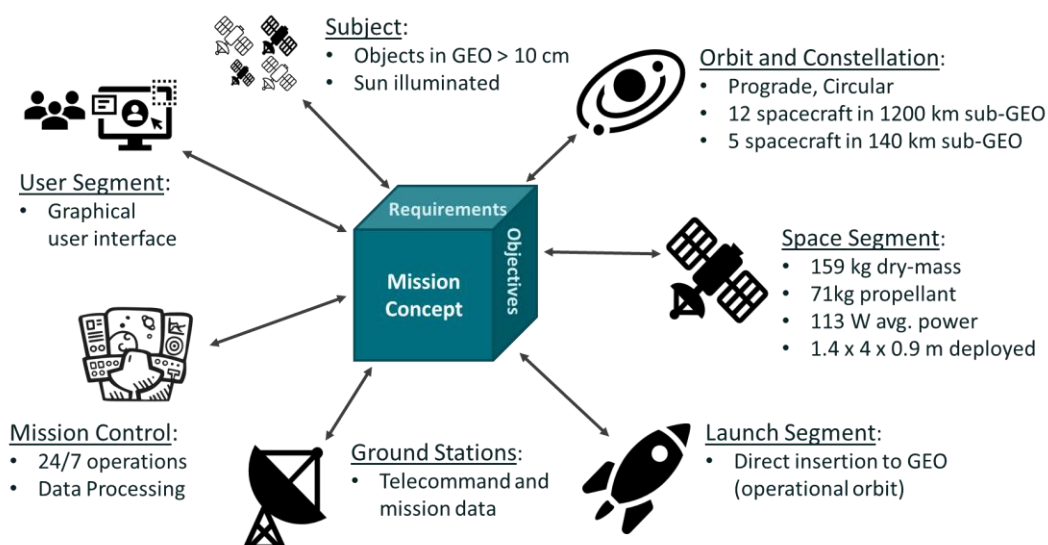 Subject:
• Objects in GEO > 10 cm
• Sun illuminated
Orbit and Constellation:
• Prograde, Circular
• 12 spacecraft in 1200 km sub-GEO
• 5 spacecraft in 140 km sub-GEO
User Segment:
• Graphical
user interface
Requirements
Objectives
Mission
Concept
Space Segment:
• 159 kg dry-mass
• 71kg propellant
• 113 W avg. power
• 1.4 x 4 x 0.9 m deployed
Mission Control:
• 24/7 operations
• Data Processing
Ground Stations:
• Telecommand and
mission data
Launch Segment:
• Direct insertion to GEO
(operational orbit)